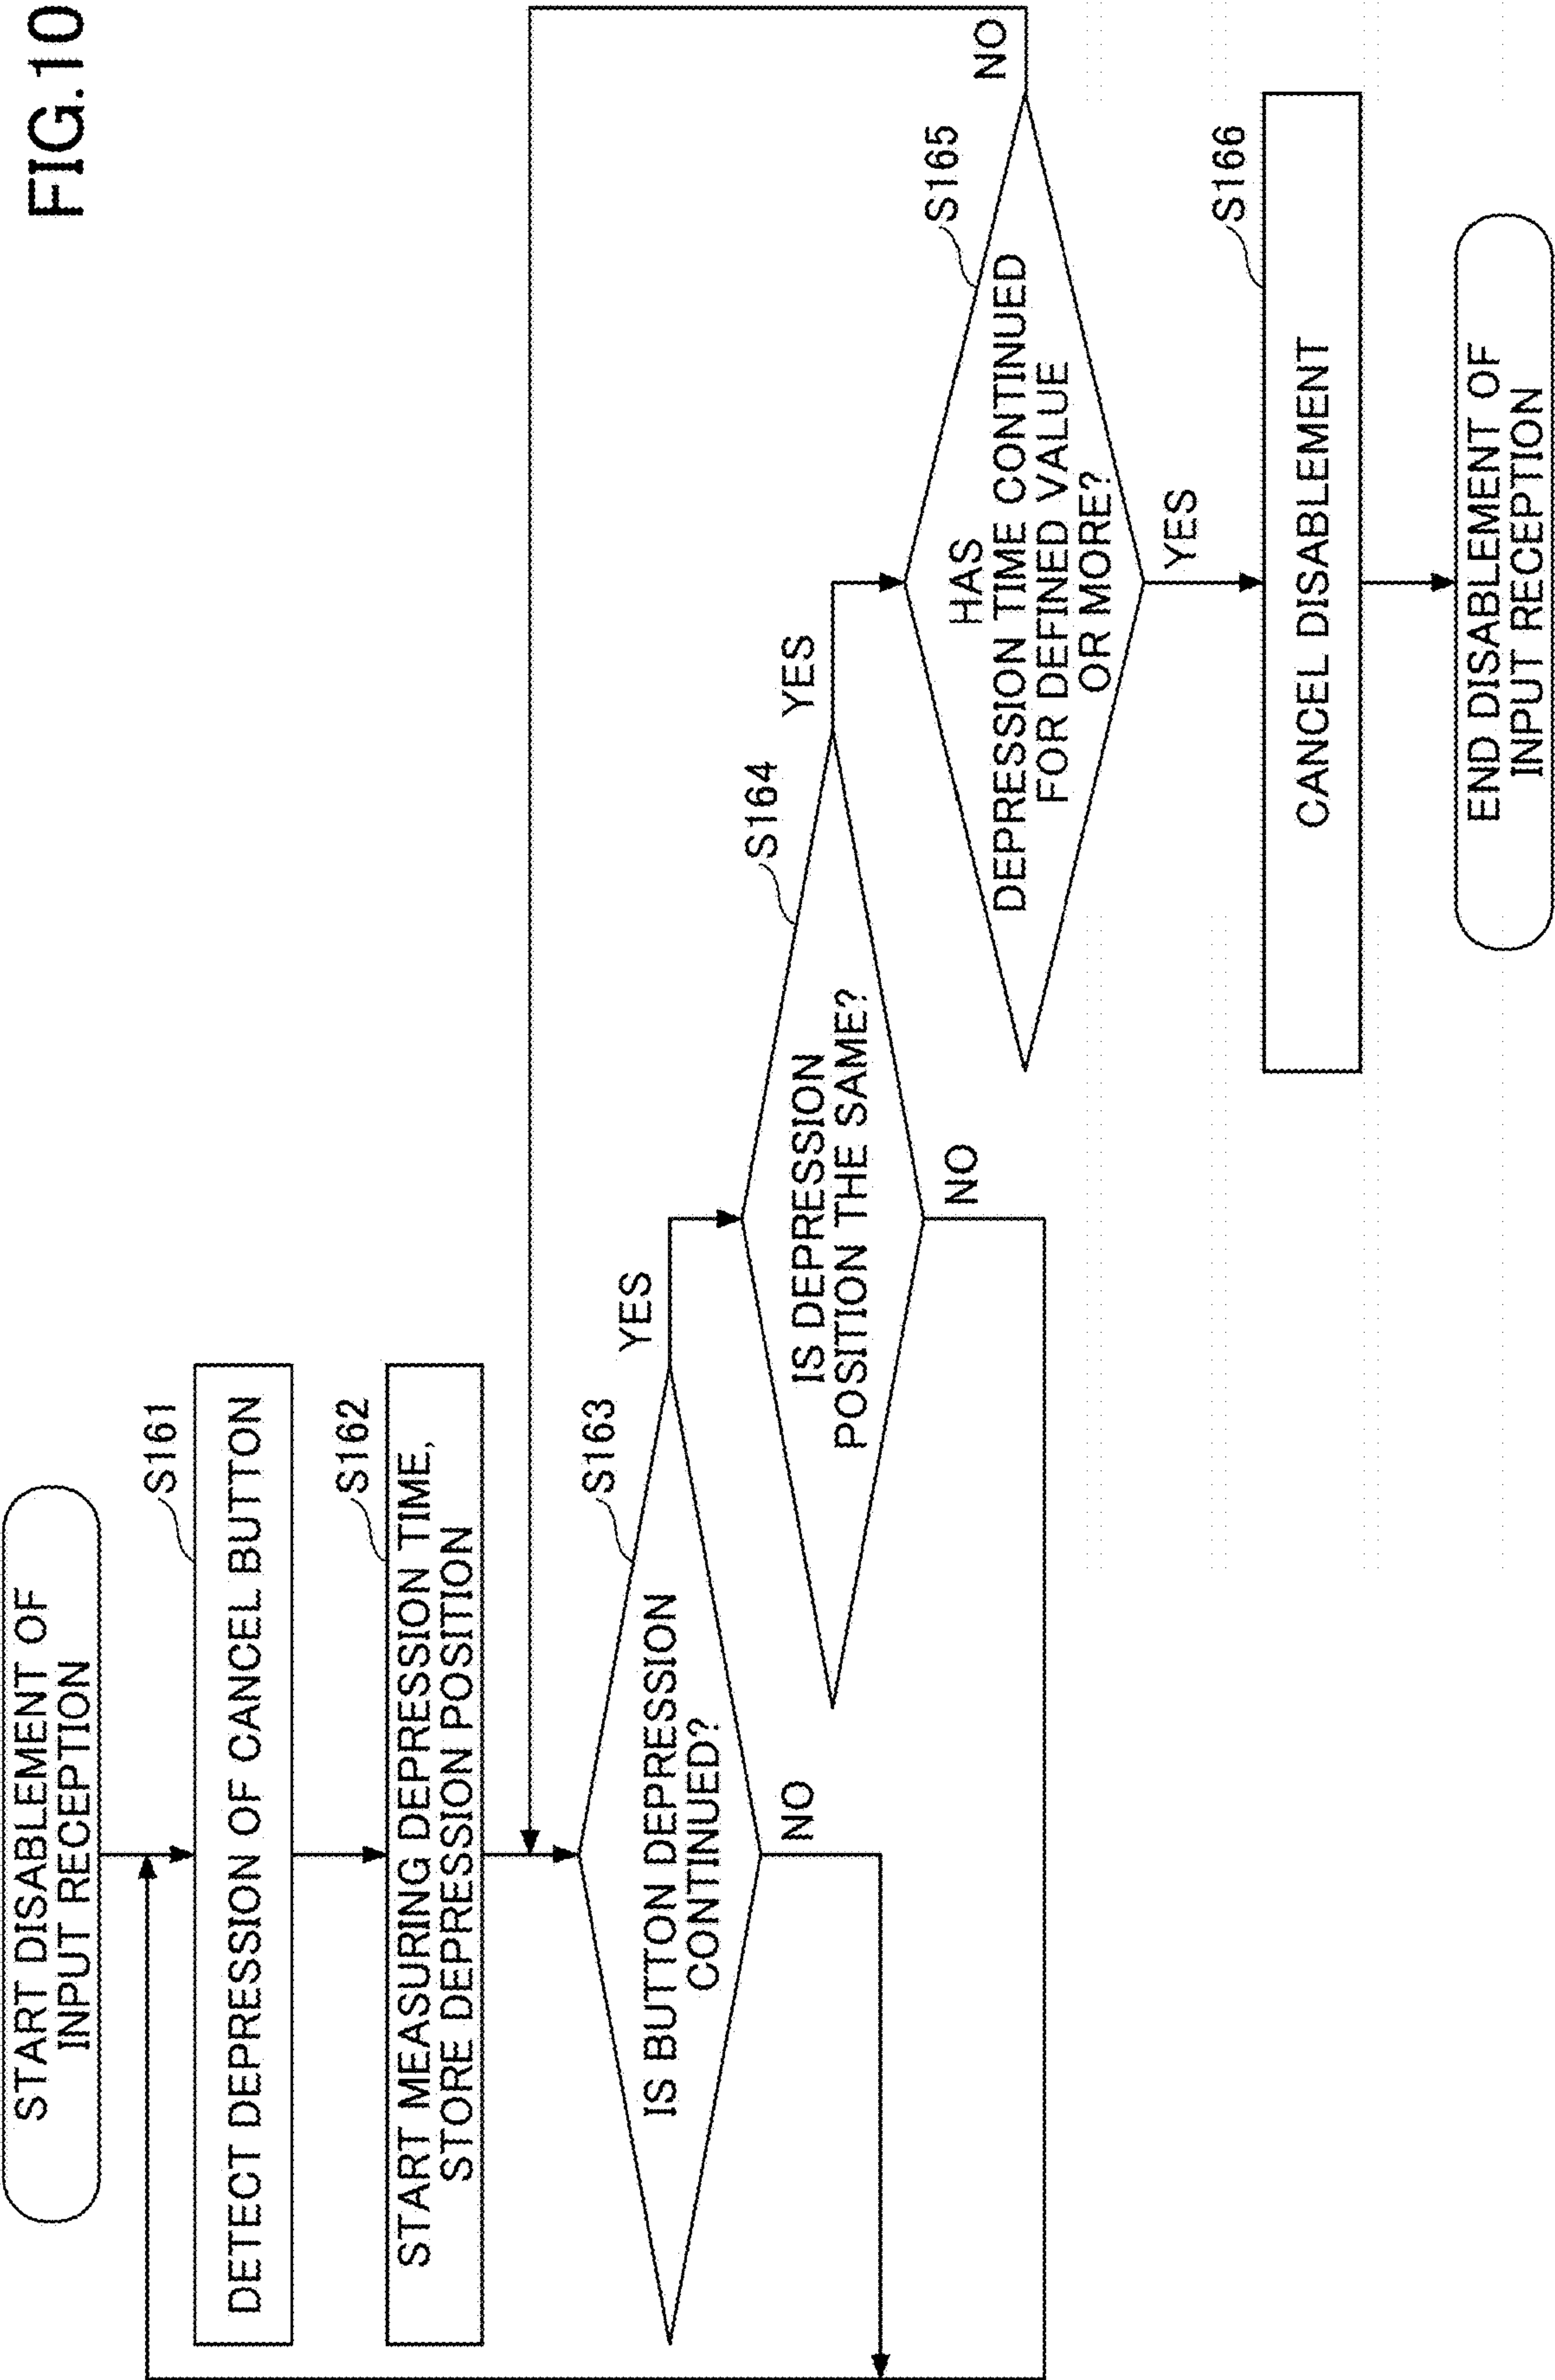 FIG.10
START DISABLEMENT OF
INPUT RECEPTION
S161
DETECT DEPRESSION OF CANCEL BUTTON
S162
START MEASURING DEPRESSION TIME,
STORE DEPRESSION POSITION
S163
IS BUTTON DEPRESSION
CONTINUED?
YES
NO
S164
IS DEPRESSION
POSITION THE SAME?
YES
NO
S165
HAS
DEPRESSION TIME CONTINUED
FOR DEFINED VALUE
OR MORE?
NO
YES
S166
CANCEL DISABLEMENT
END DISABLEMENT OF
INPUT RECEPTION